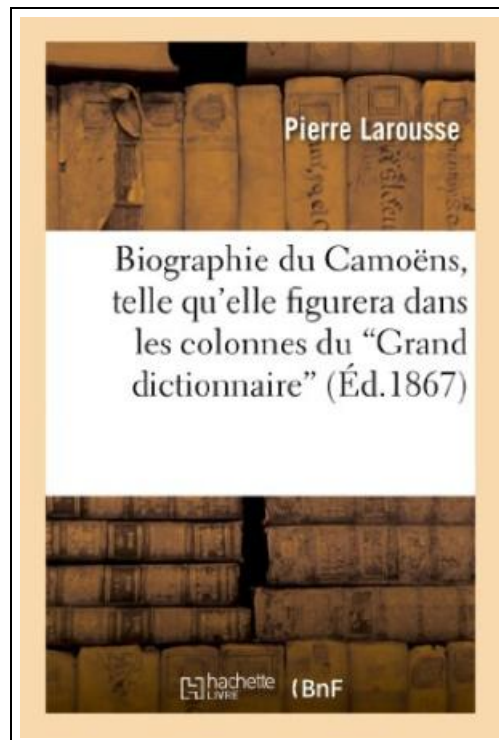 Pierre Larousse
Biographie du Camoëns,
telle qu'elle figurera dans
les colonnes du “Grand
dictionnaire” (Éd.1867)
hachette
LIVRE
(BnF